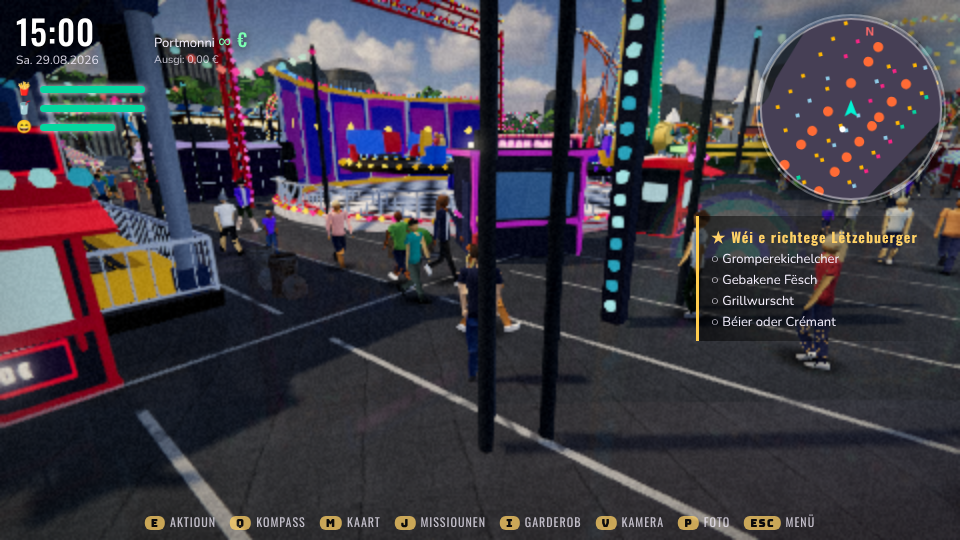 15:00
Sa. 29.08.2026
Portmonni ∞ €
Ausgi: 0,00 €
N
★ Wéi e richtege Lëtzebuerger
○ Gromperekichelcher
○ Gebakene Fësch
○ Grillwurscht
○ Béier oder Crémant
E AKTIOUN Q KOMPASS M KAART J MISSIOUNEN I GARDEROB V KAMERA P FOTO ESC MENÜ